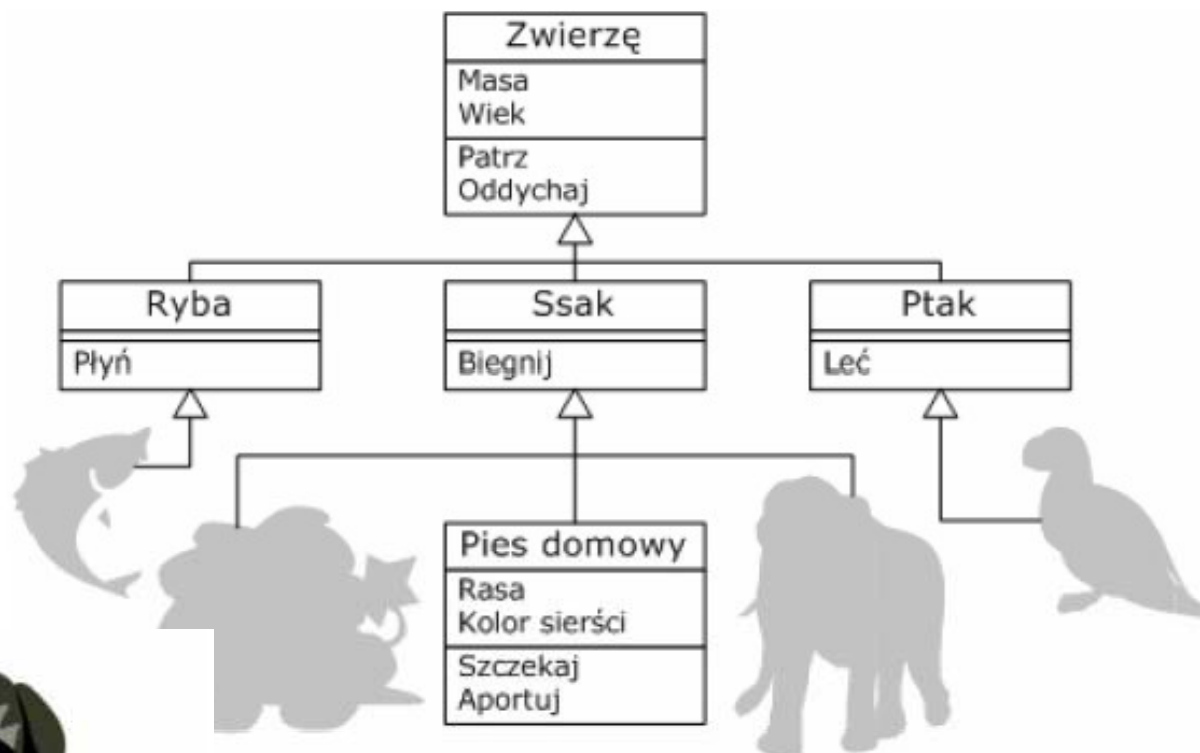 Zwierzę
Masa
Wiek
Patrz
Oddychaj
Ryba
Płyń
Ssak
Biegnij
Ptak
Leć
Pies domowy
Rasa
Kolor sierści
Szczekaj
Aportuj